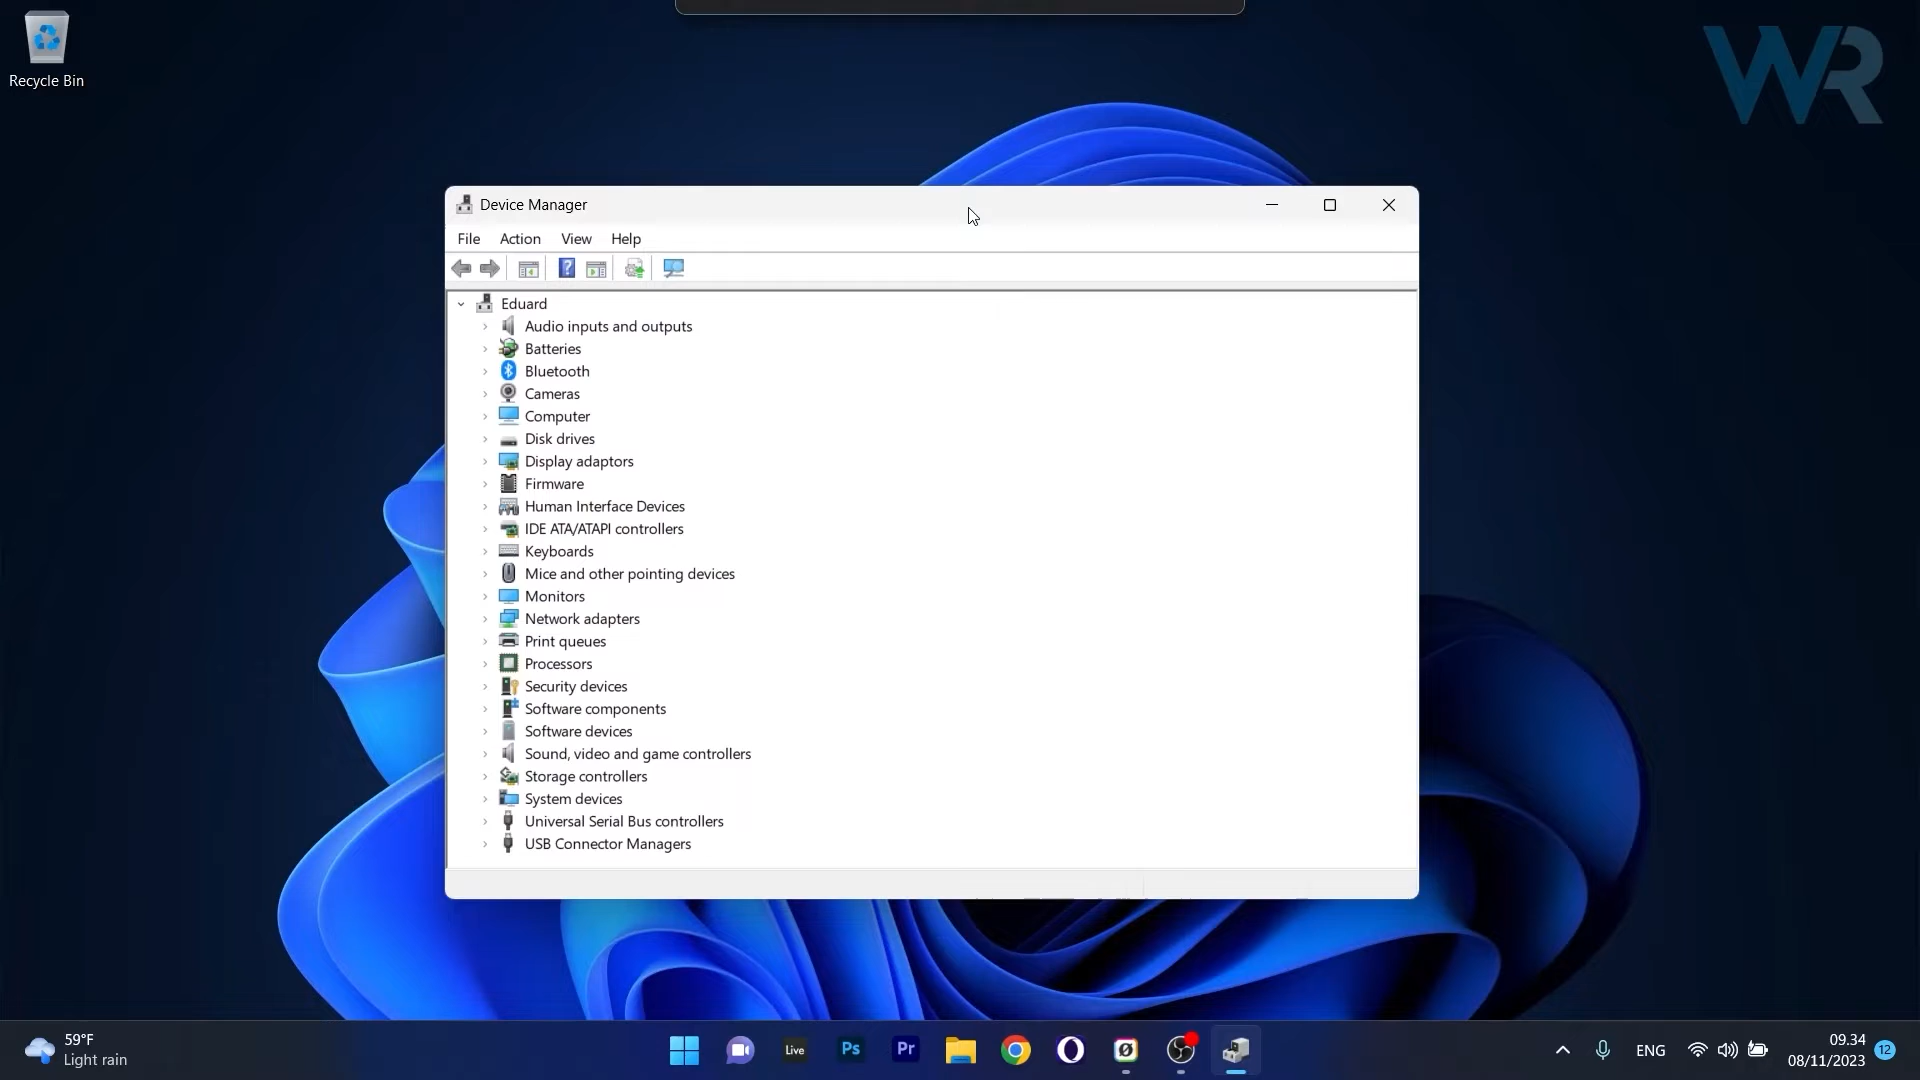 Recycle Bin
WR
Device Manager
File Action View Help
Eduard
Audio inputs and outputs
Batteries
Bluetooth
Cameras
Computer
Disk drives
Display adaptors
Firmware
Human Interface Devices
IDE ATA/ATAPI controllers
Keyboards
Mice and other pointing devices
Monitors
Network adapters
Print queues
Processors
Security devices
Software components
Software devices
Sound, video and game controllers
Storage controllers
System devices
Universal Serial Bus controllers
USB Connector Managers
59°F
Light rain
Live
Ps
Pr
ENG
09.34
08/11/2023
12